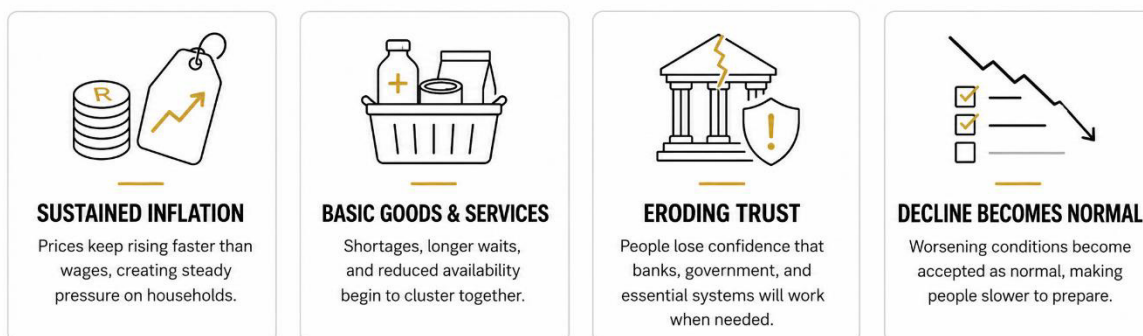 R
SUSTAINED INFLATION
Prices keep rising faster than
wages, creating steady
pressure on households.
BASIC GOODS & SERVICES
Shortages, longer waits,
and reduced availability
begin to cluster together.
ERODING TRUST
People lose confidence that
banks, government, and
essential systems will work
when needed.
DECLINE BECOMES NORMAL
Worsening conditions become
accepted as normal, making
people slower to prepare.